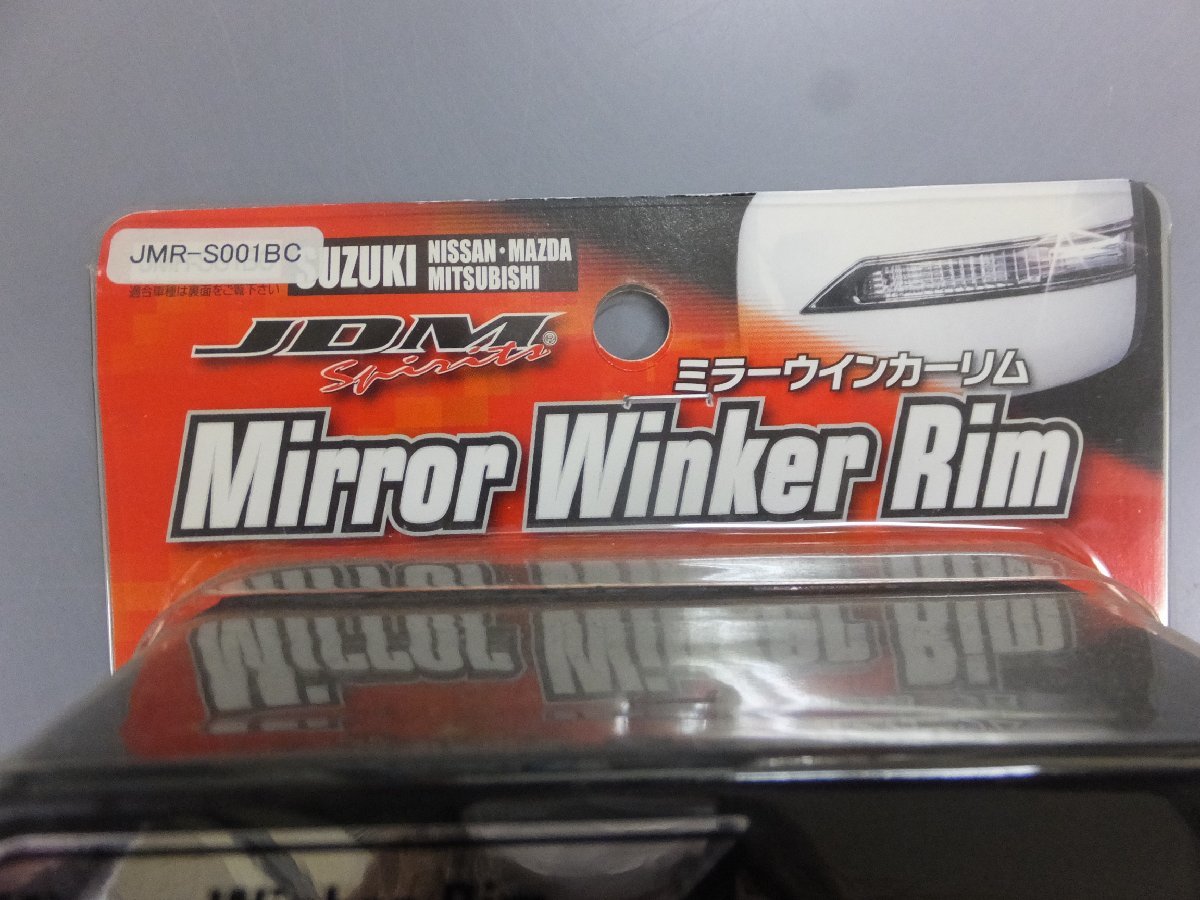 JMR-S001BC
SUZUKI NISSAN・MAZDA
MITSUBISHI
適合車種は裏面をご覧下さい
JDM®
Spirits
ミラーウインカーリム
Mirror Winker Rim